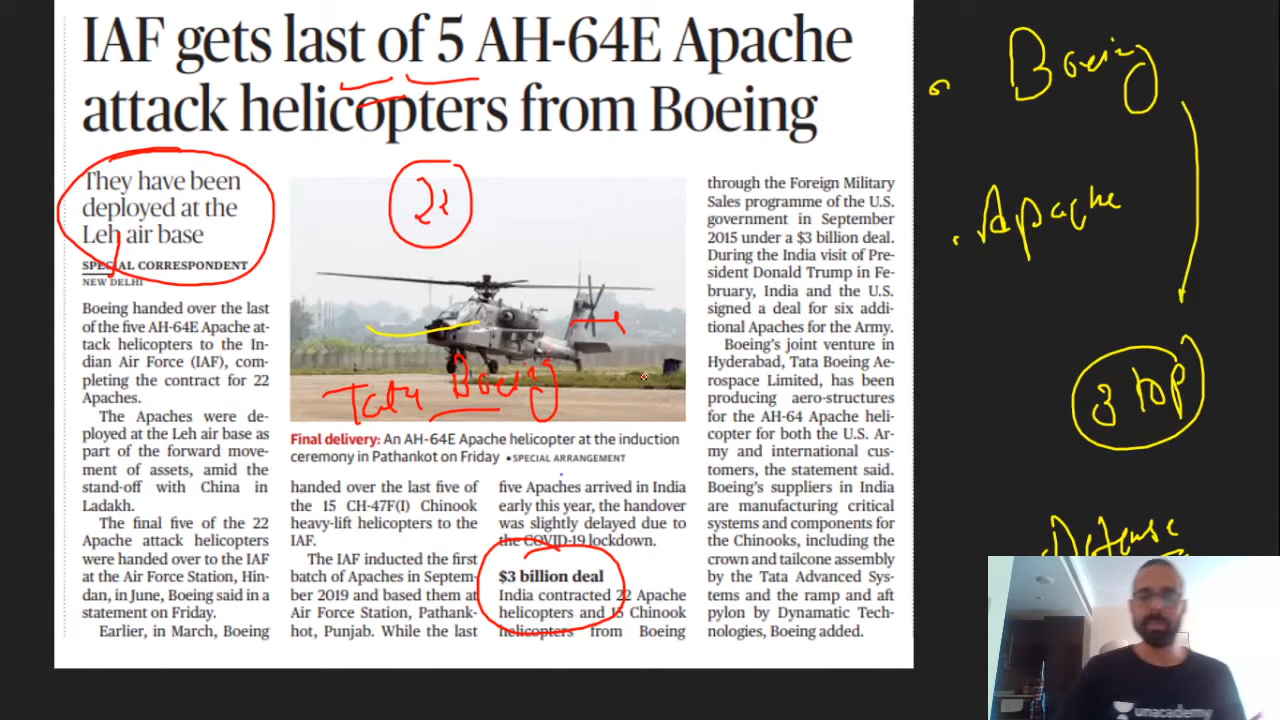 IAF gets last of 5 AH-64E Apache
attack helicopters from Boeing
They have been
deployed at the
Leh air base
SPECIAL CORRESPONDENT
NEW DELHI
Boeing handed over the last
of the five AH-64E Apache at-
tack helicopters to the In-
dian Air Force (IAF), com-
pleting the contract for 22
Apaches.
The Apaches were de-
ployed at the Leh air base as
part of the forward move-
ment of assets, amid the
stand-off with China in
Ladakh.
The final five of the 22
Apache attack helicopters
were handed over to the IAF
at the Air Force Station, Hin-
dan, in June, Boeing said in a
statement on Friday.
Earlier, in March, Boeing
22
Tata Boeing
Final delivery: An AH-64E Apache helicopter at the induction
ceremony in Pathankot on Friday •SPECIAL ARRANGEMENT
handed over the last five of
the 15 CH-47F(I) Chinook
heavy-lift helicopters to the
IAF.
The IAF inducted the first
batch of Apaches in Septem-
ber 2019 and based them at
Air Force Station, Pathank-
hot, Punjab. While the last
five Apaches arrived in India
early this year, the handover
was slightly delayed due to
the COVID-19 lockdown.
$3 billion deal
India contracted 22 Apache
helicopters and 15 Chinook
helicopters from Boeing
through the Foreign Military
Sales programme of the U.S.
government in September
2015 under a $3 billion deal.
During the India visit of Pre-
sident Donald Trump in Fe-
bruary, India and the U.S.
signed a deal for six addi-
tional Apaches for the Army.
Boeing's joint venture in
Hyderabad, Tata Boeing Ae-
rospace Limited, has been
producing aero-structures
for the AH-64 Apache heli-
copter for both the U.S. Ar-
my and international cus-
tomers, the statement said.
Boeing's suppliers in India
are manufacturing critical
systems and components for
the Chinooks, including the
crown and tailcone assembly
by the Tata Advanced Sys-
tems and the ramp and aft
pylon by Dynamatic Tech-
nologies, Boeing added.
Boeing
Apache
3 top
Defense
unacademy